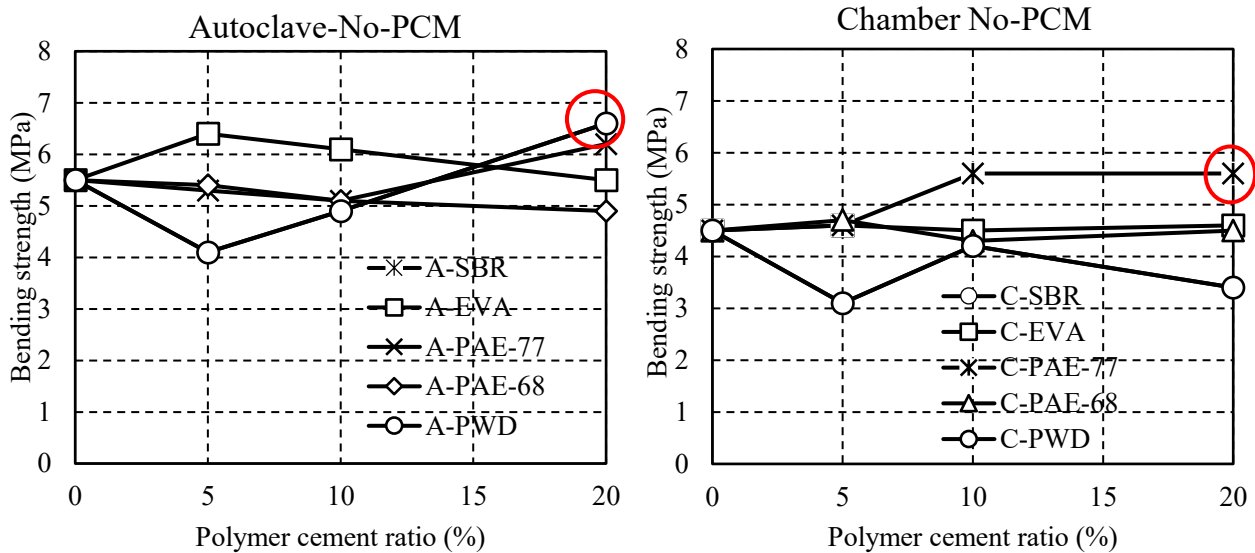 Autoclave-No-PCM
Bending strength (MPa)
8
7
6
5
4
3
2
1
0
A-SBR
A-EVA
A-PAE-77
A-PAE-68
A-PWD
0 5 10 15 20
Polymer cement ratio (%)
Chamber No-PCM
Bending strength (MPa)
8
7
6
5
4
3
2
1
0
C-SBR
C-EVA
C-PAE-77
C-PAE-68
C-PWD
0 5 10 15 20
Polymer cement ratio (%)